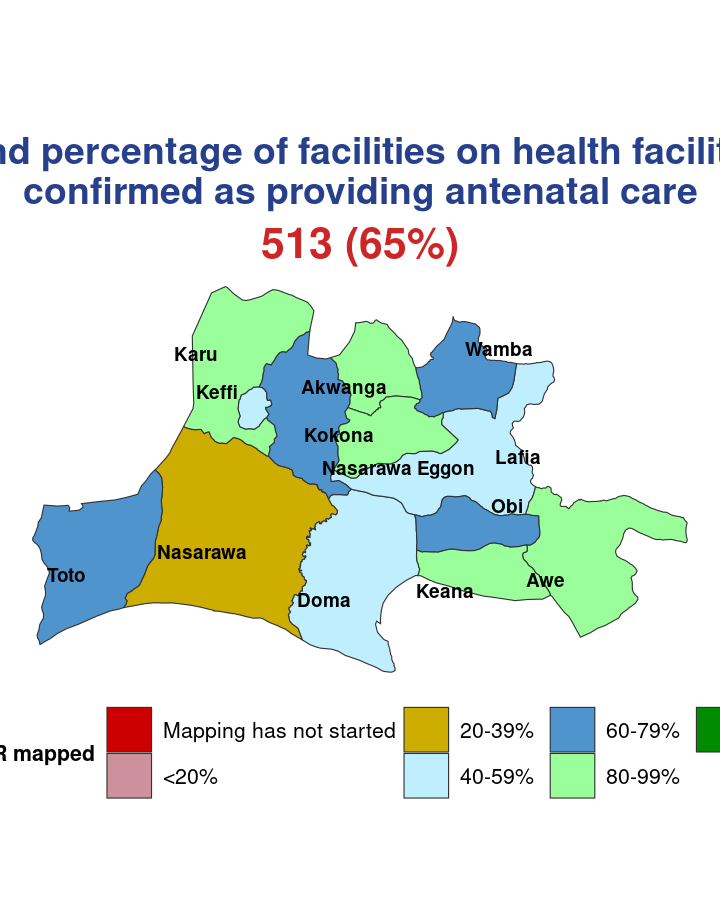 percentage of facilities on health
confirmed as providing antenatal care
513 (65%)
Karu
Wamba
Keffi
Akwanga
Kokona
Nasarawa Eggon
Lafia
Obi
Nasarawa
Toto
Awe
Keana
Doma
R mapped
Mapping has not started
20-39%
60-79%
<20%
40-59%
80-99%